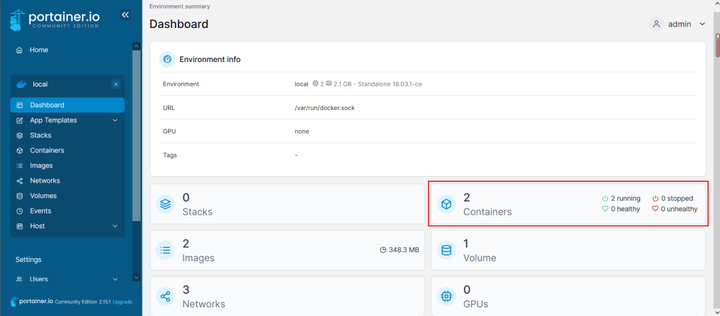 portainer.io
COMMUNITY EDITION
Home
local
Dashboard
App Templates
Stacks
Containers
Images
Networks
Volumes
Events
Host
Settings
Users
portainer.io Community Edition 2.15.1 Upgrade
Environment summary
Dashboard
admin
Environment info
Environment local 2 2.1 GB - Standalone 18.03.1-ce
URL /var/run/docker.sock
GPU none
Tags -
0
Stacks
2
Containers
2 running 0 stopped
0 healthy 0 unhealthy
2
Images
348.3 MB
1
Volume
3
Networks
0
GPUs